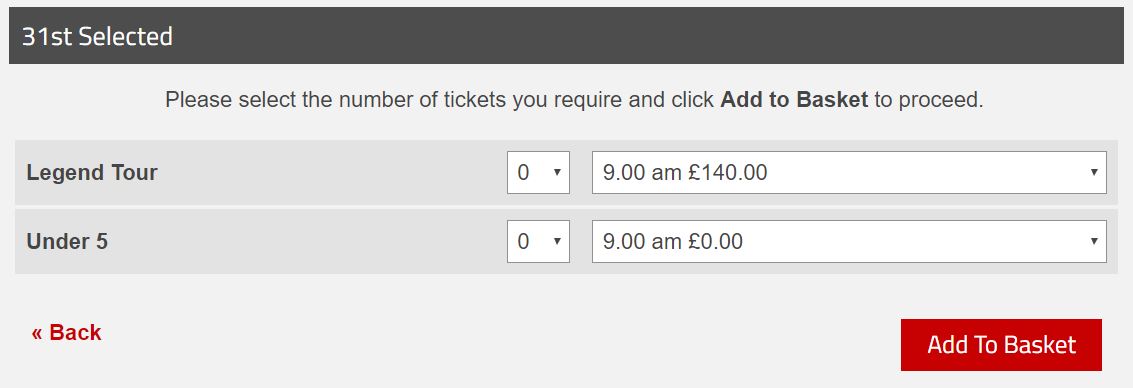 31st Selected
Please select the number of tickets you require and click Add to Basket to proceed.
Legend Tour 0 9.00 am £140.00
Under 5 0 9.00 am £0.00
« Back
Add To Basket